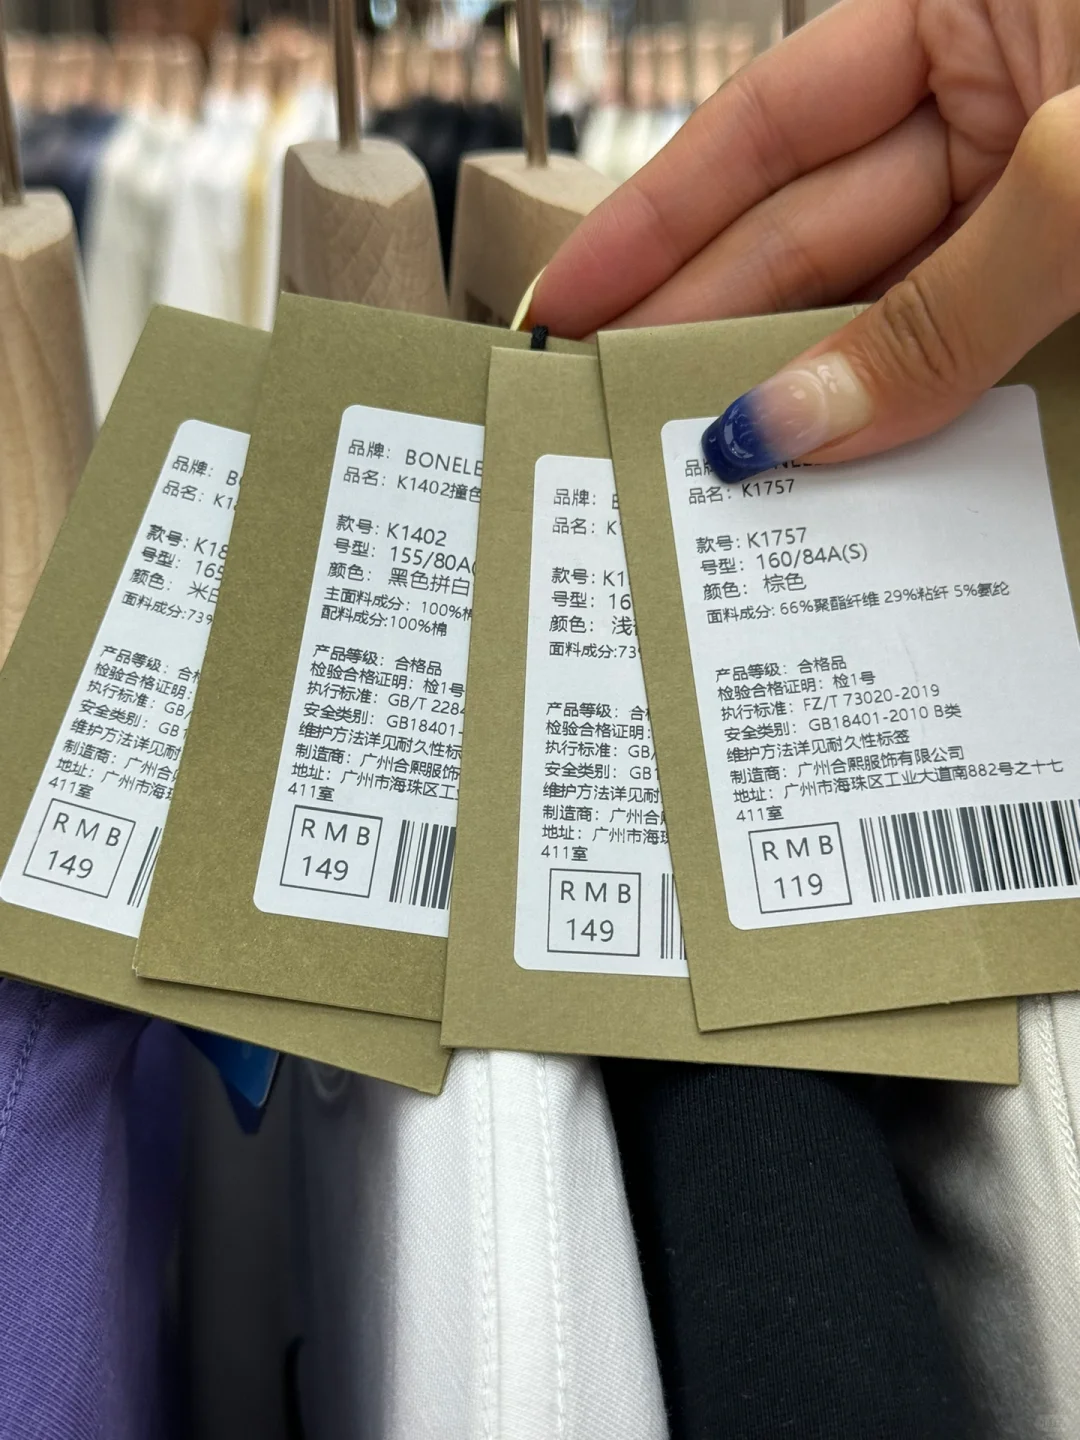 品牌：
品名：
款号：
号型：
颜色：
面料成分:
产品等级：
检验合格证明：
执行标准：
安全类别：
维护方法详见耐
制造商：广州合
地址：广州市海
411室
RMB
149
品牌： BONELE
品名： K1402撞色
款号：K1402
号型： 155/80A
颜色： 黑色拼白
主面料成分： 100%棉
配料成分:100%棉
产品等级：合格品
检验合格证明：检1号
执行标准：GB/T 2284
安全类别：GB18401-
维护方法详见耐久性标
制造商：广州合熙服饰
地址：广州市海珠区工
411室
RMB
149
品牌：
品名：
款号：
号型：
颜色：
面料成分:
产品等级：
检验合格证明：
执行标准：
安全类别：
维护方法详见耐
制造商：广州合
地址：广州市海珠
411室
RMB
149
品名：K1757
款号：K1757
号型： 160/84A(S)
颜色： 棕色
面料成分: 66%聚酯纤维 29%粘纤 5%氨纶
产品等级：合格品
检验合格证明：检1号
执行标准：FZ/T 73020-2019
安全类别：GB18401-2010 B类
维护方法详见耐久性标签
制造商：广州合熙服饰有限公司
地址：广州市海珠区工业大道南882号之十七
411室
RMB
119